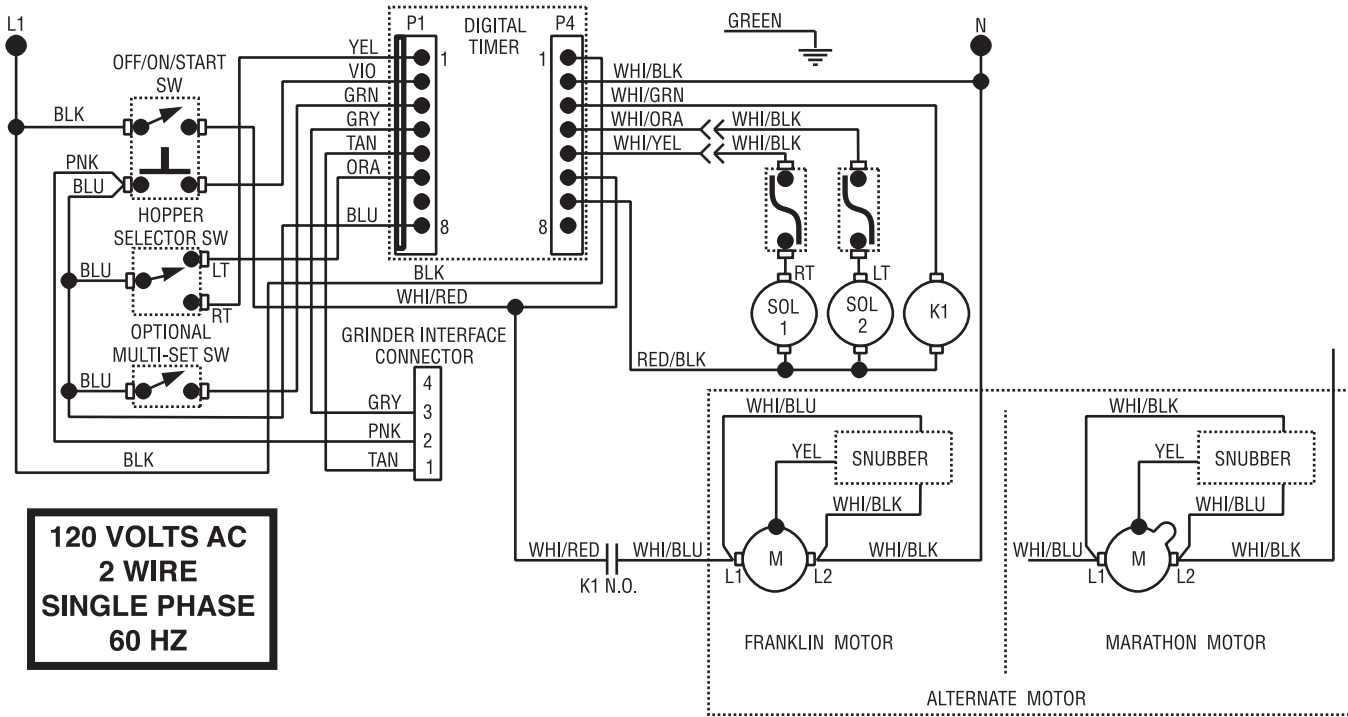 L1
P1
DIGITAL
TIMER
P4
GREEN
N
OFF/ON/START
SW
YEL
1
1
VIO
WHI/BLK
GRN
WHI/GRN
BLK
GRY
WHI/ORA
WHI/BLK
TAN
WHI/YEL
WHI/BLK
PNK
ORA
BLU
BLU
8
8
HOPPER
SELECTOR SW
BLU
LT
BLK
RT
LT
RT
WHI/RED
SOL
1
SOL
2
K1
OPTIONAL
MULTI-SET SW
GRINDER INTERFACE
CONNECTOR
RED/BLK
BLU
4
GRY
3
PNK
2
TAN
1
BLK
WHI/BLU
WHI/BLK
YEL
SNUBBER
YEL
SNUBBER
WHI/BLK
WHI/BLU
120 VOLTS AC
2 WIRE
SINGLE PHASE
60 HZ
WHI/RED
WHI/BLU
L1
M
L2
WHI/BLK
WHI/BLU
L1
M
L2
WHI/BLK
K1 N.O.
FRANKLIN MOTOR
MARATHON MOTOR
ALTERNATE MOTOR